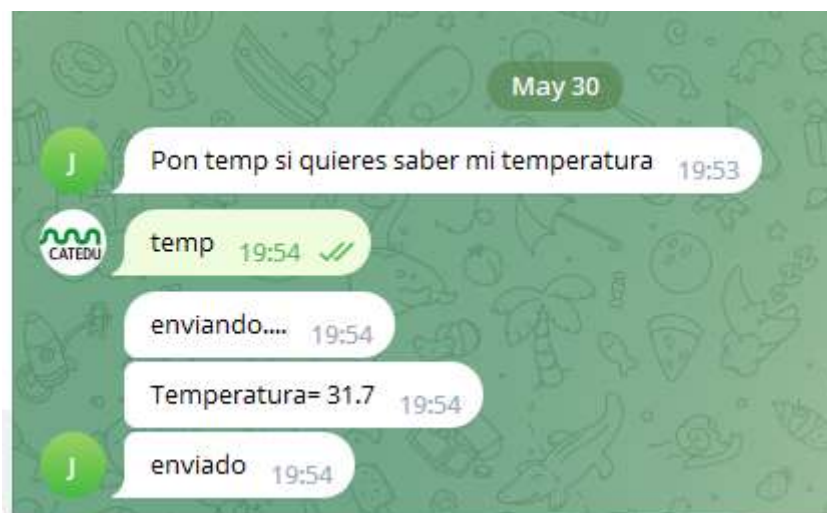 May 30
J
Pon temp si quieres saber mi temperatura 19:53
CATEDU
temp 19:54
enviando.... 19:54
Temperatura= 31.7 19:54
J
enviado 19:54